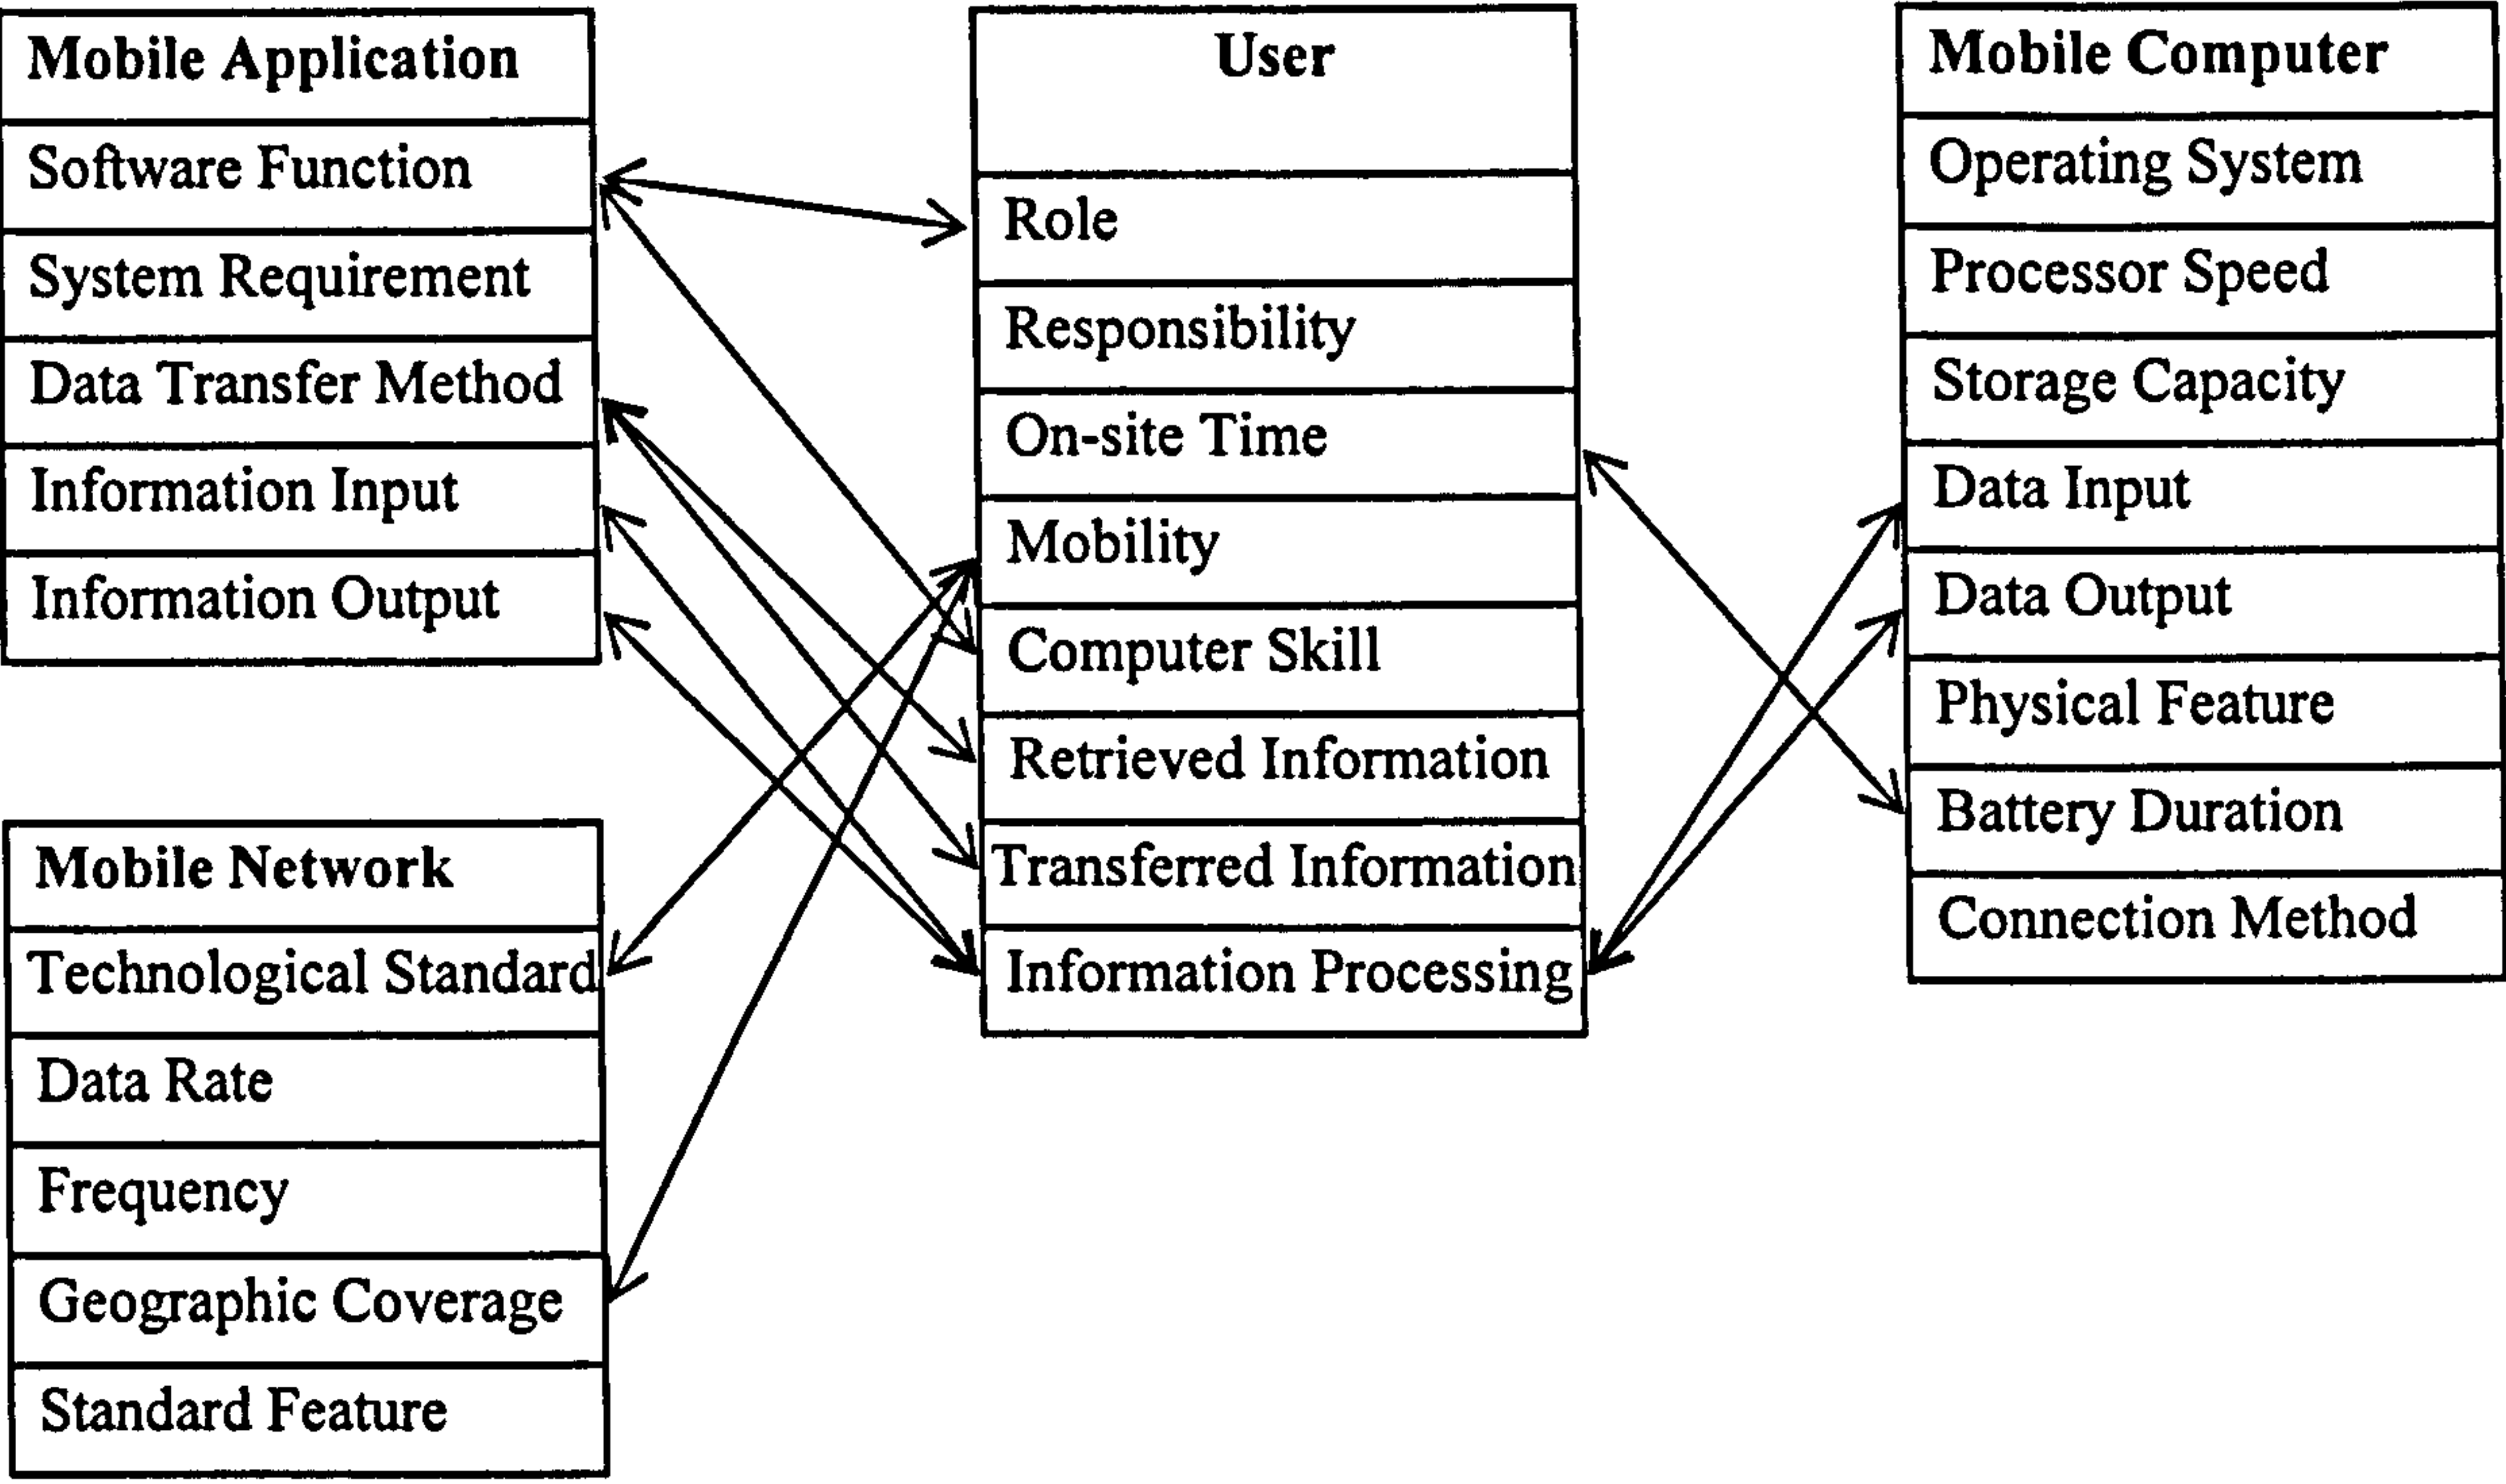 Mobile Application
Software Function
System Requirement
Data Transfer Method
Information Input
Information Output
Mobile Network
Technological Standard
Data Rate
Frequency
Geographic Coverage
Standard Feature
User
Role
Responsibility
On-site Time
Mobility
Computer Skill
Retrieved Information
Transferred Information
Information Processing
Mobile Computer
Operating System
Processor Speed
Storage Capacity
Data Input
Data Output
Physical Feature
Battery Duration
Connection Method